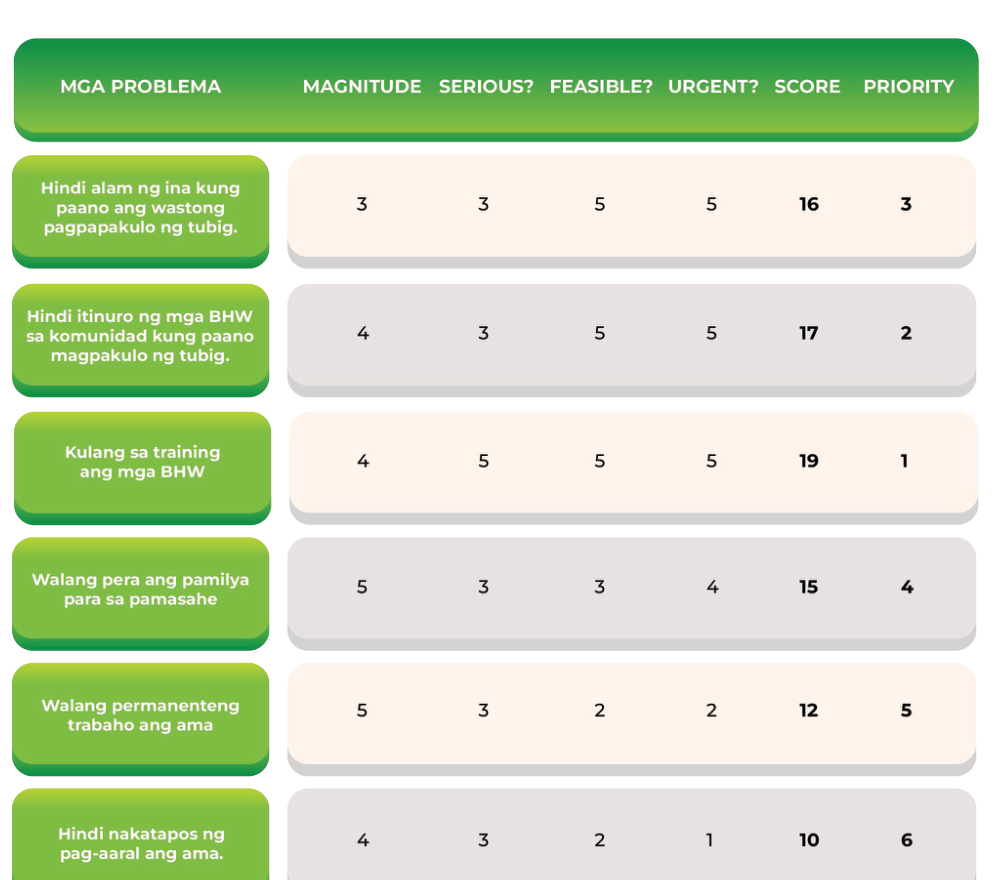 MGA PROBLEMA MAGNITUDE SERIOUS? FEASIBLE? URGENT? SCORE PRIORITY
Hindi alam ng ina kung
paano ang wastong
pagpapakulo ng tubig.
3 3 5 5 16 3
Hindi itinuro ng mga BHW
sa komunidad kung paano
magpakulo ng tubig.
4 3 5 5 17 2
Kulang sa training
ang mga BHW
4 5 5 5 19 1
Walang pera ang pamilya
para sa pamasahe
5 3 3 4 15 4
Walang permanenteng
trabaho ang ama
5 3 2 2 12 5
Hindi nakatapos ng
pag-aaral ang ama.
4 3 2 1 10 6